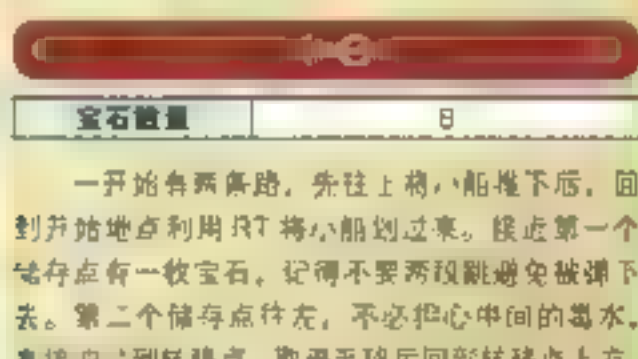 宝石数量 8
一开始有两条路，先往上将小船推下后，回
到开始地点利用RT将小船划过来。接近第一个
储存点有一枚宝石，记得不要两段跳避免被弹下
去。第二个储存点往左，不必担心中间的毒水，